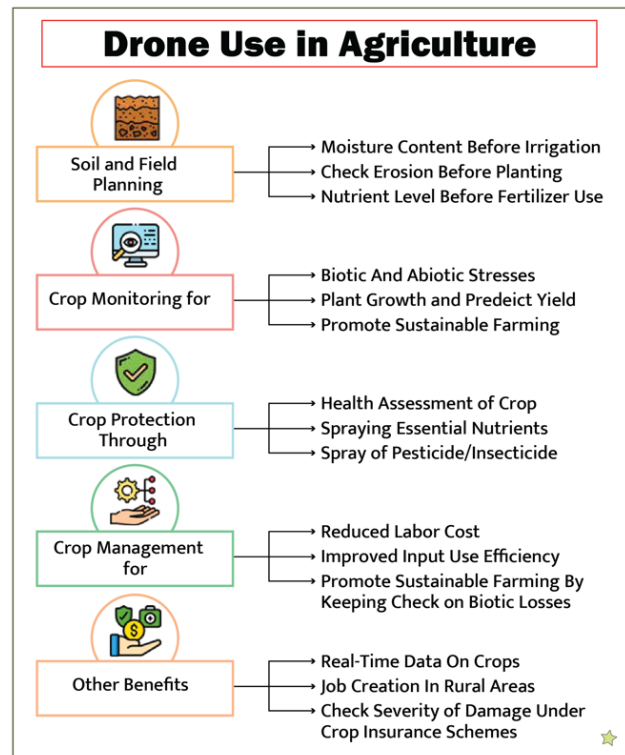 Drone Use in Agriculture
Soil and Field
Planning
Moisture Content Before Irrigation
Check Erosion Before Planting
Nutrient Level Before Fertilizer Use
Crop Monitoring for
Biotic And Abiotic Stresses
Plant Growth and Predeict Yield
Promote Sustainable Farming
Crop Protection
Through
Health Assessment of Crop
Spraying Essential Nutrients
Spray of Pesticide/Insecticide
Crop Management
for
Reduced Labor Cost
Improved Input Use Efficiency
Promote Sustainable Farming By
Keeping Check on Biotic Losses
Other Benefits
Real-Time Data On Crops
Job Creation In Rural Areas
Check Severity of Damage Under
Crop Insurance Schemes